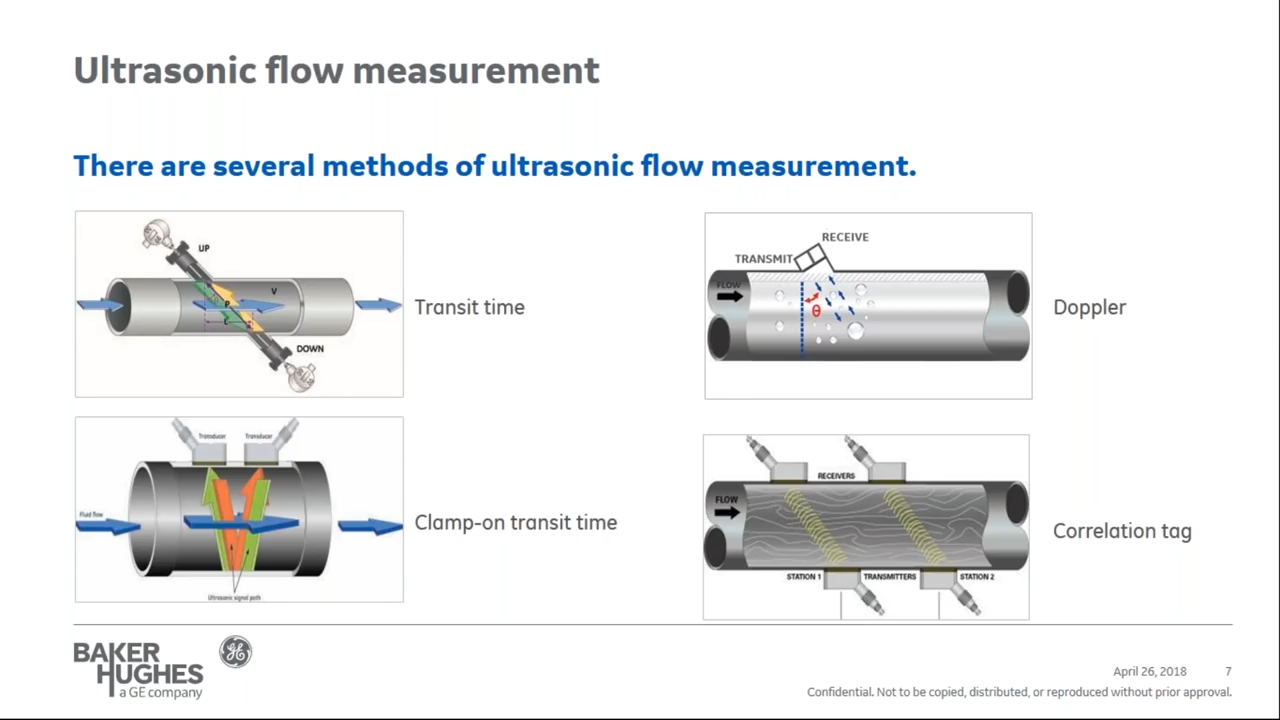 Ultrasonic flow measurement
There are several methods of ultrasonic flow measurement.
UP
V
P
L
DOWN
Transit time
TRANSMIT
RECEIVE
FLOW
θ
Doppler
Transducer Transducer
Fluid flow
Ultrasonic signal path
Clamp-on transit time
RECEIVERS
FLOW
STATION 1 TRANSMITTERS STATION 2
Correlation tag
BAKER
HUGHES
a GE company
GE
April 26, 2018 7
Confidential. Not to be copied, distributed, or reproduced without prior approval.